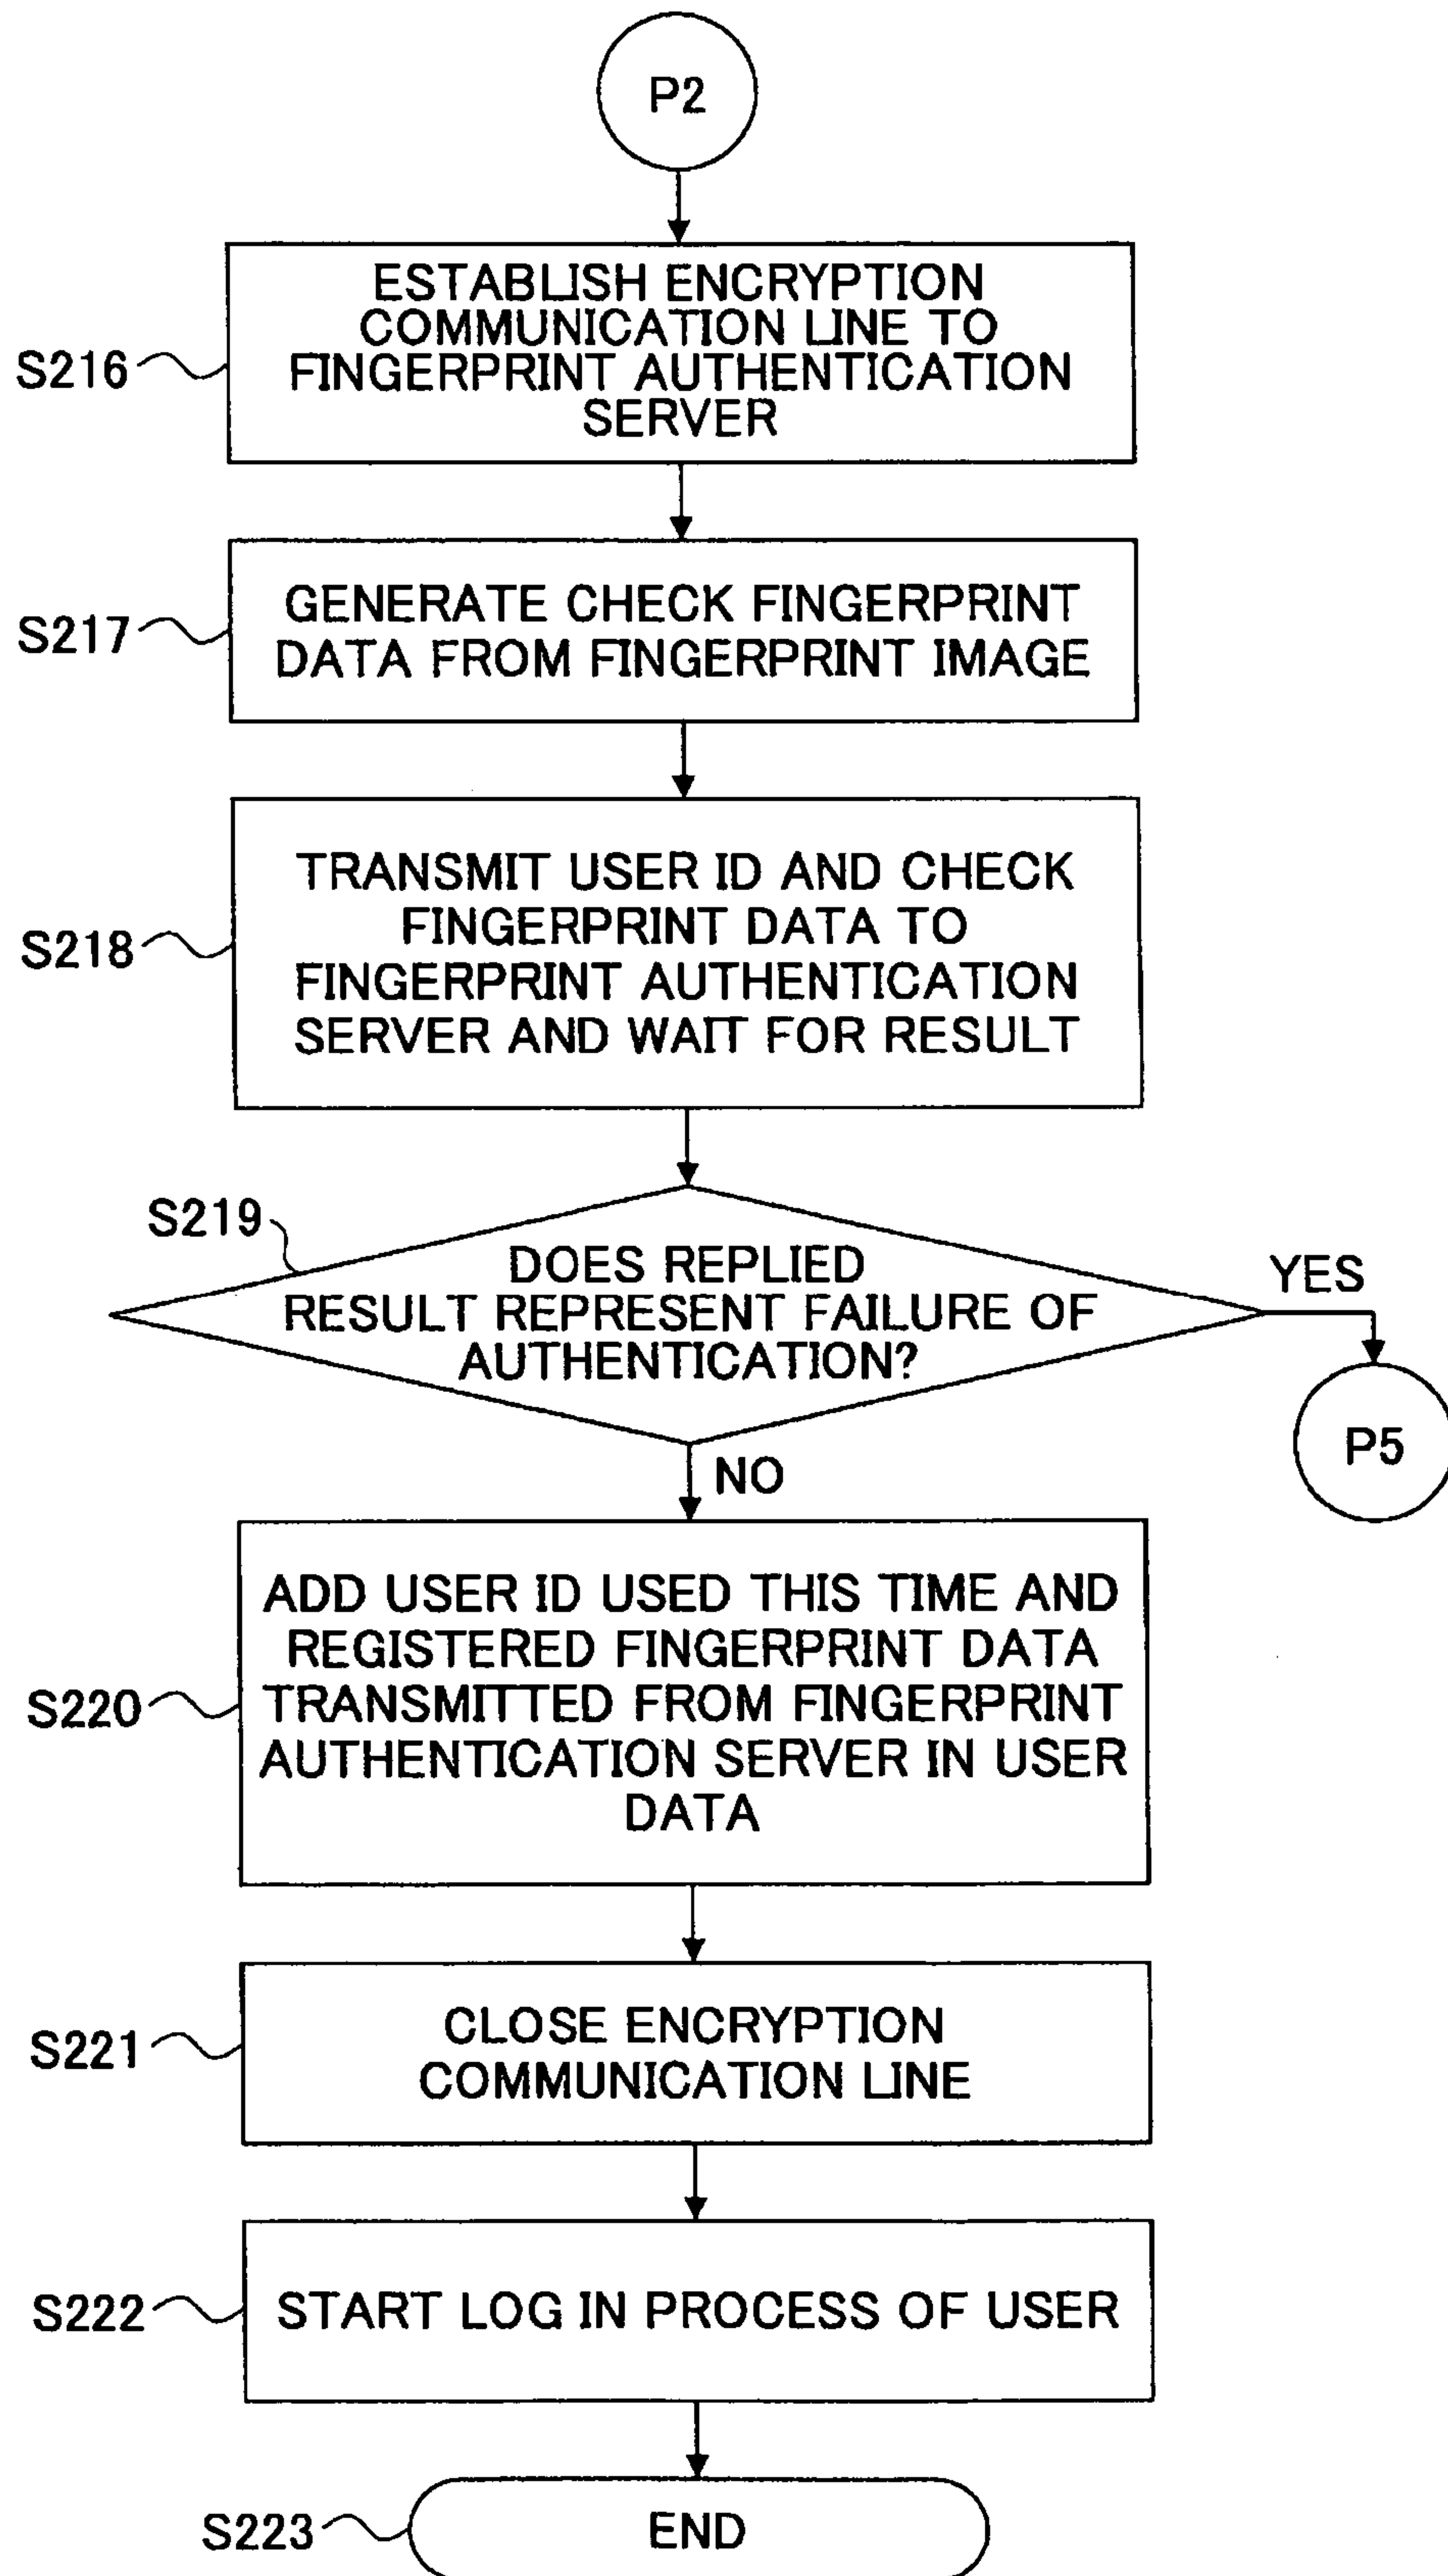 P2
ESTABLISH ENCRYPTION
COMMUNICATION LINE TO
FINGERPRINT AUTHENTICATION
SERVER
S216
GENERATE CHECK FINGERPRINT
DATA FROM FINGERPRINT IMAGE
S217
TRANSMIT USER ID AND CHECK
FINGERPRINT DATA TO
FINGERPRINT AUTHENTICATION
SERVER AND WAIT FOR RESULT
S218
S219
DOES REPLIED
RESULT REPRESENT FAILURE OF
AUTHENTICATION?
YES
P5
NO
ADD USER ID USED THIS TIME AND
REGISTERED FINGERPRINT DATA
TRANSMITTED FROM FINGERPRINT
AUTHENTICATION SERVER IN USER
DATA
S220
CLOSE ENCRYPTION
COMMUNICATION LINE
S221
START LOG IN PROCESS OF USER
S222
END
S223